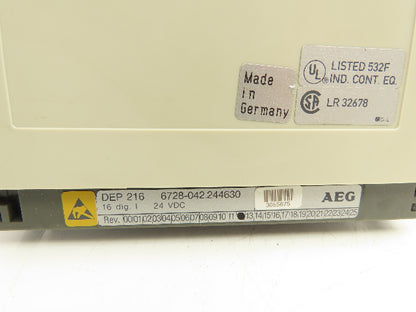 Made
in
Germany
UL
LISTED 532F
IND. CONT. EQ.
LR 32678
DEP 216 6728-042.244630
16 dig. I 24 VDC
AEG
Rev. 00 01 02 03 04 05 06 07 08 09 10 11 13 14 15 16 17 18 19 20 21 22 23 24 25